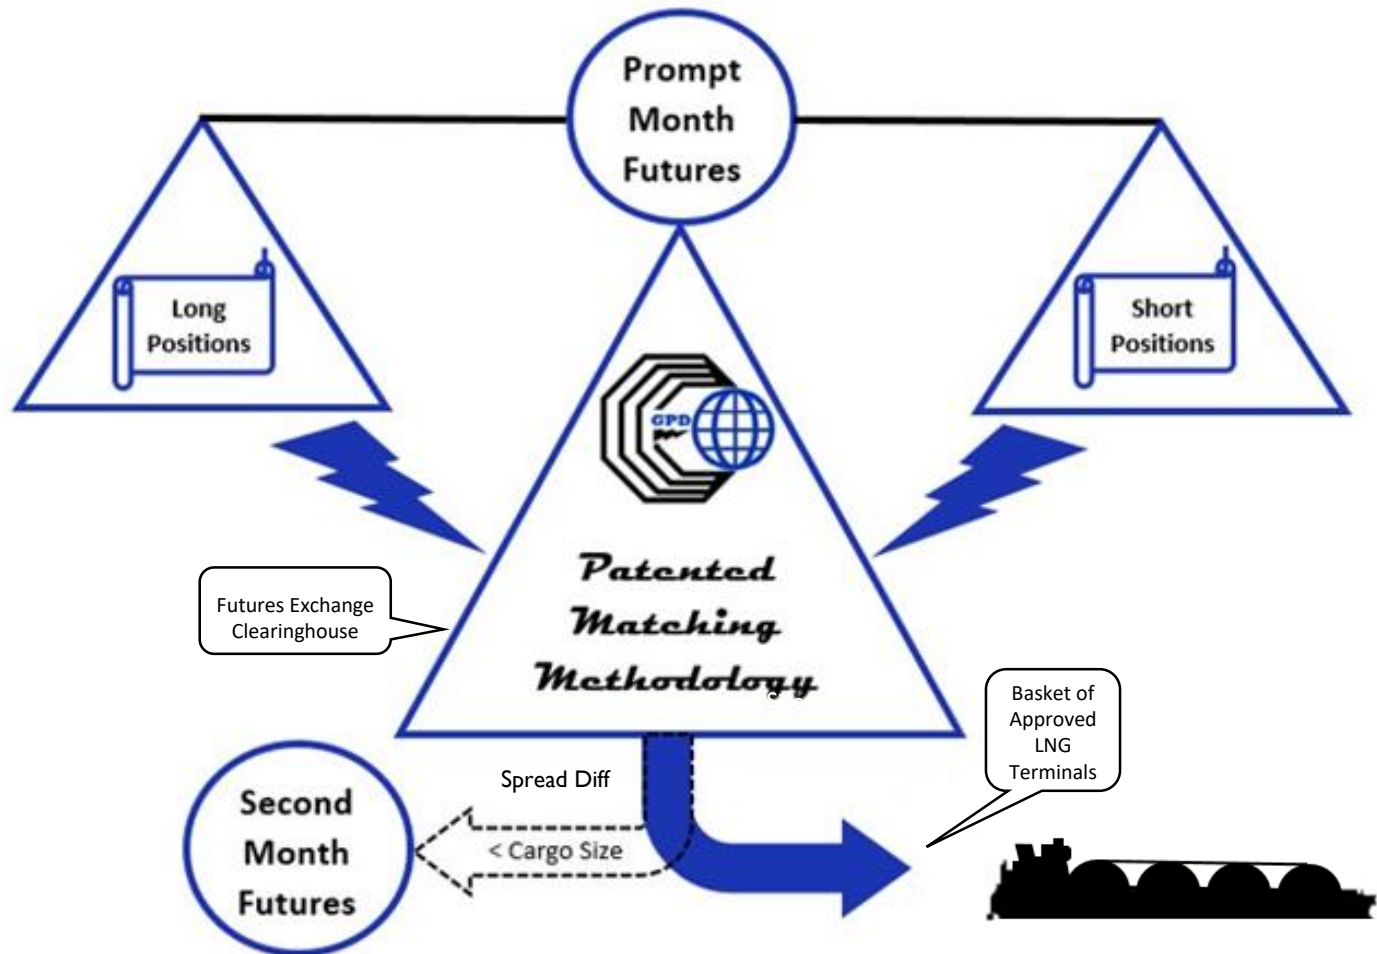 Prompt
Month
Futures
Long
Positions
Short
Positions
GPD
Patented
Matching
Methodology
Futures Exchange
Clearinghouse
Basket of
Approved
LNG
Terminals
Spread Diff
< Cargo Size
Second
Month
Futures